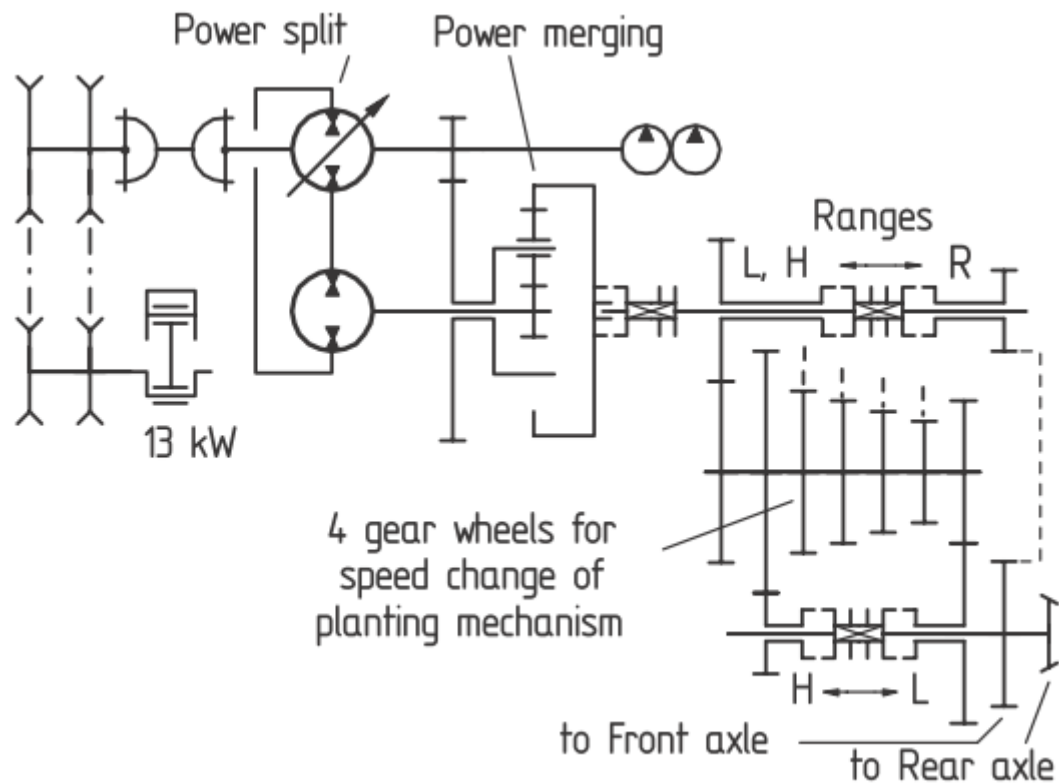 Power split
Power merging
Ranges
L, H
R
13 kW
4 gear wheels for
speed change of
planting mechanism
H
L
to Front axle
to Rear axle